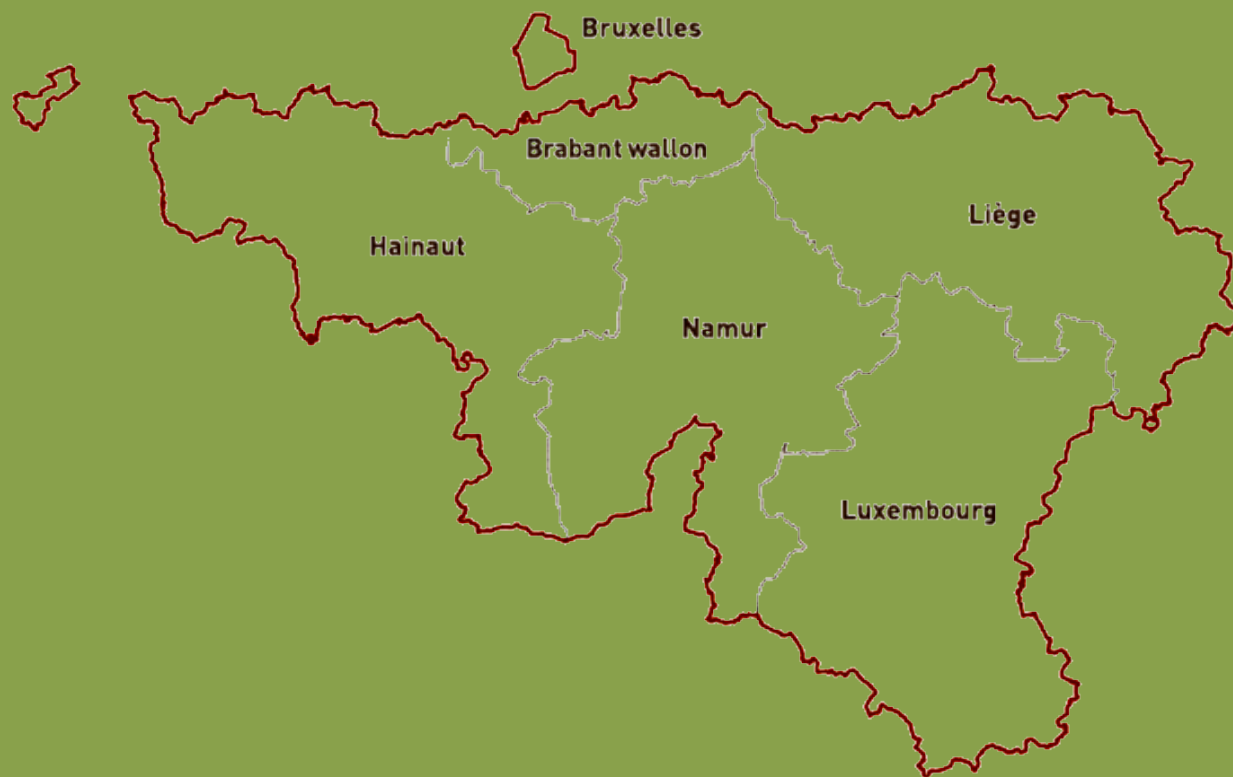 Bruxelles
Brabant wallon
Liège
Hainaut
Namur
Luxembourg